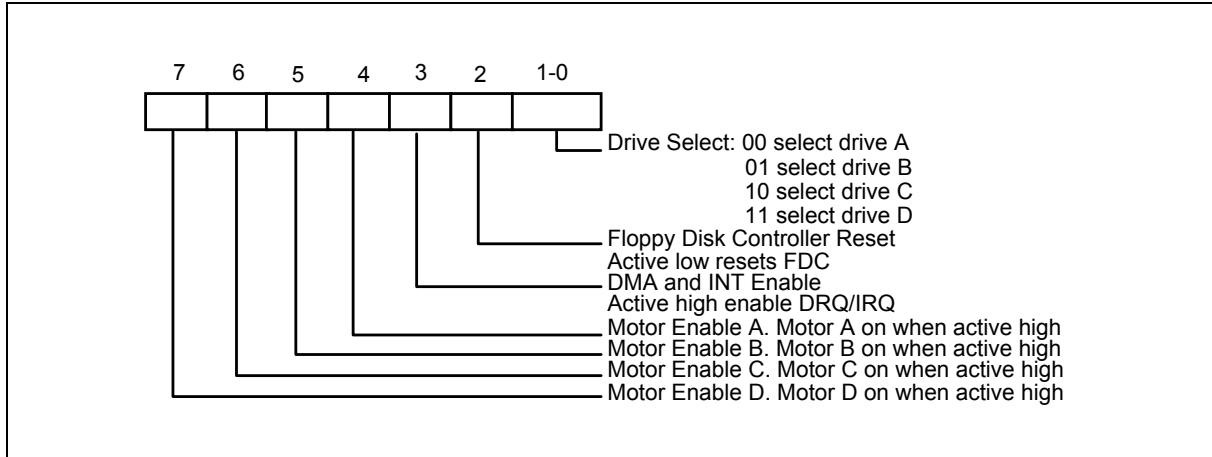 7 6 5 4 3 2 1-0
Drive Select: 00 select drive A
01 select drive B
10 select drive C
11 select drive D
Floppy Disk Controller Reset
Active low resets FDC
DMA and INT Enable
Active high enable DRQ/IRQ
Motor Enable A. Motor A on when active high
Motor Enable B. Motor B on when active high
Motor Enable C. Motor C on when active high
Motor Enable D. Motor D on when active high